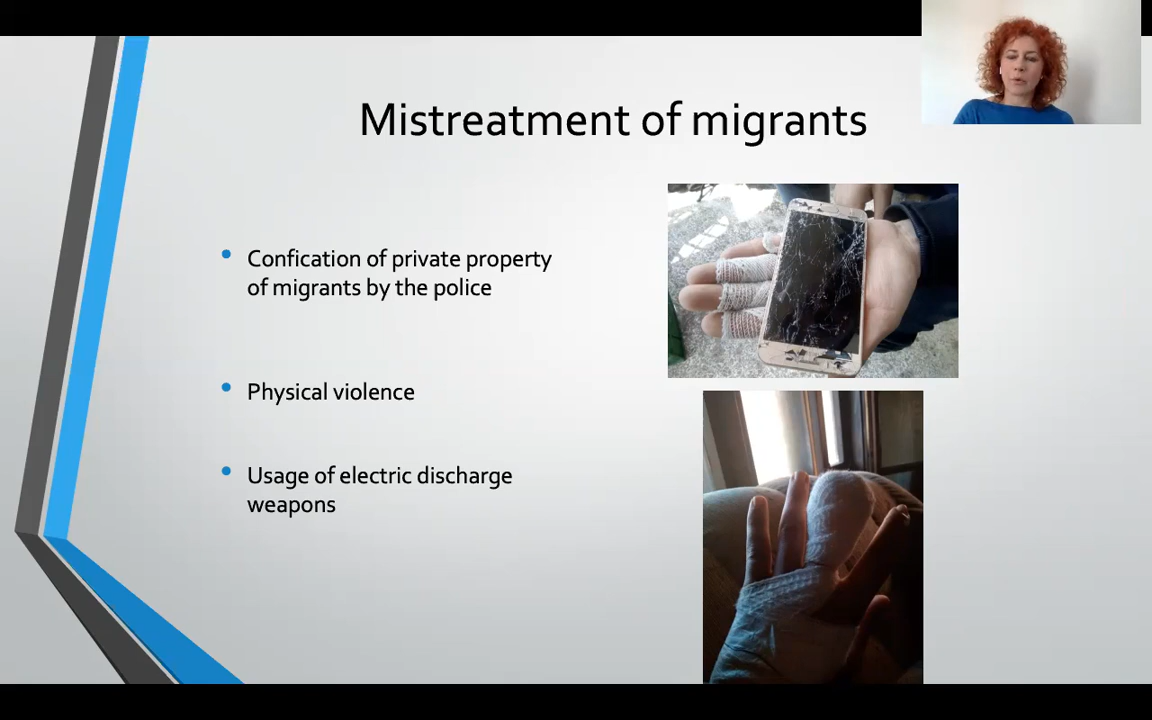 Mistreatment of migrants
Confication of private property
of migrants by the police
Physical violence
Usage of electric discharge
weapons